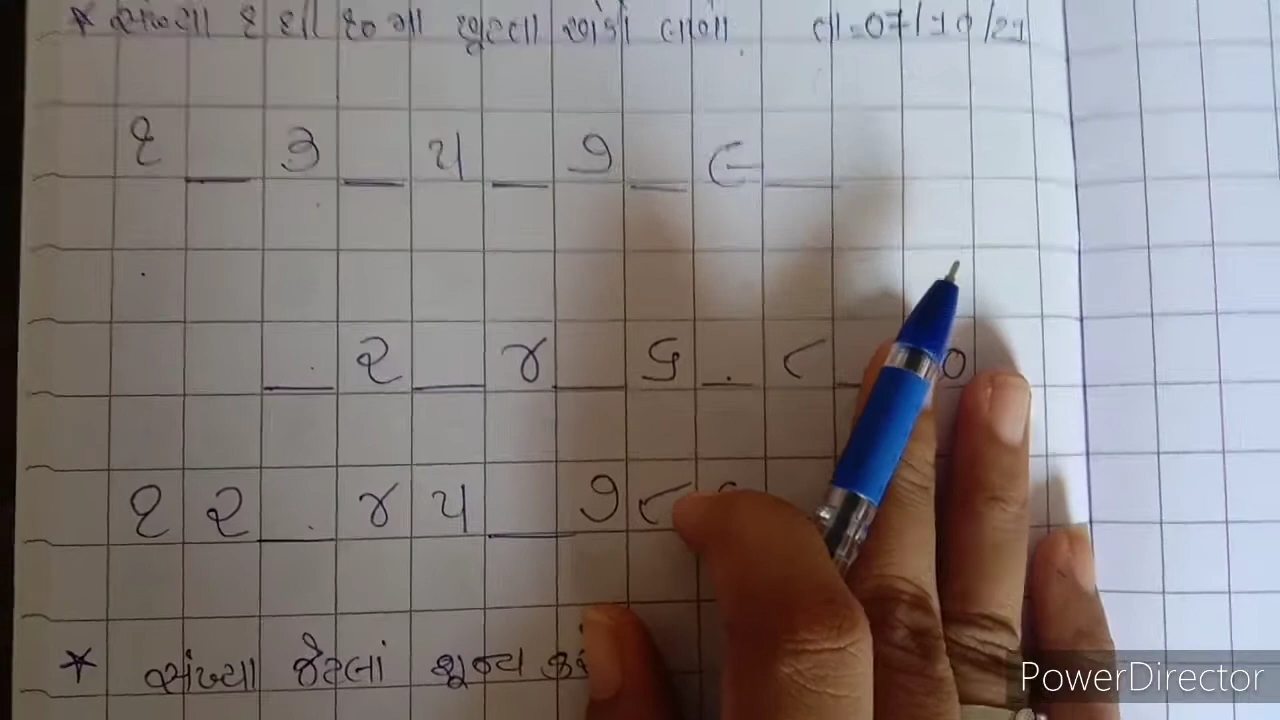 * સંખ્યા ૧ થી ૧૦ માં ખૂટતા અંકો લખો. તા.07/10/21
૧ _ ૩ _ ૫ _ ૭ _ ૯ _
_ ૨ _ ૪ _ ૬ _ ૮ _ ૦
૧ ૨ _ ૪ ૫ _ ૭ ૮
* સંખ્યા જેટલાં શૂન્ય
PowerDirector